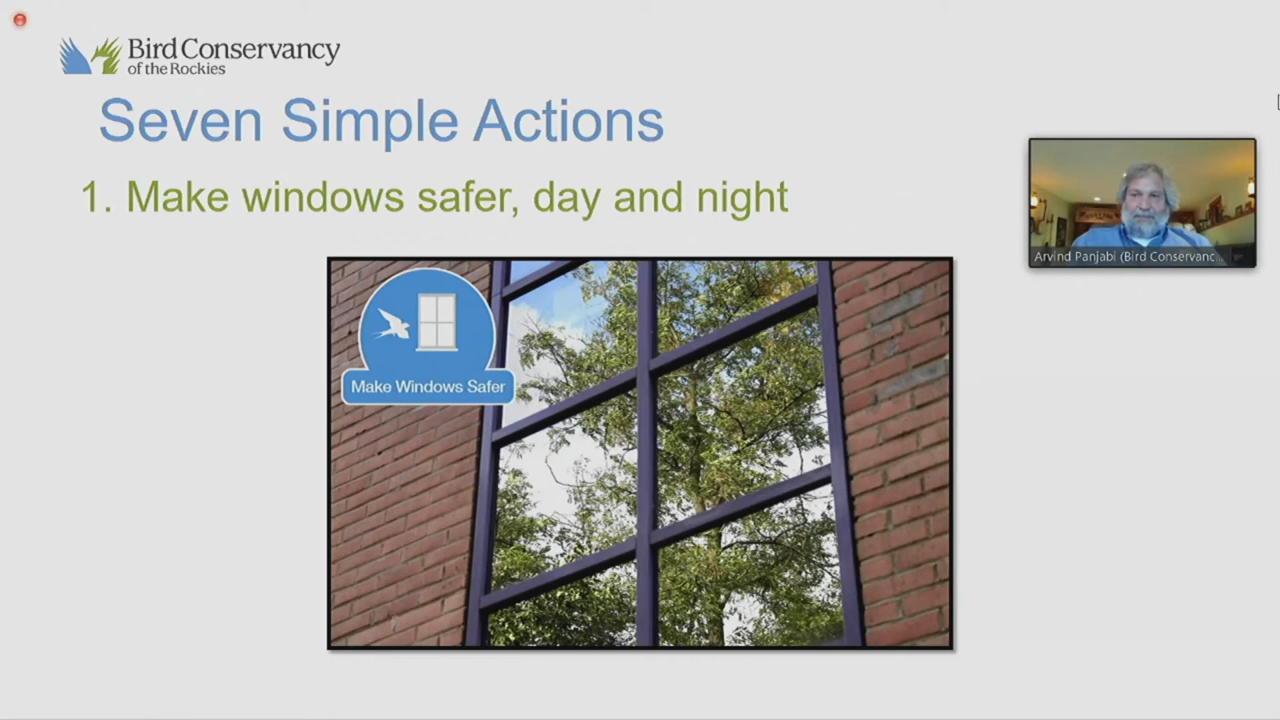 Bird Conservancy
of the Rockies
Seven Simple Actions
1. Make windows safer, day and night
Make Windows Safer
Arvind Panjabi (Bird Conservanc...